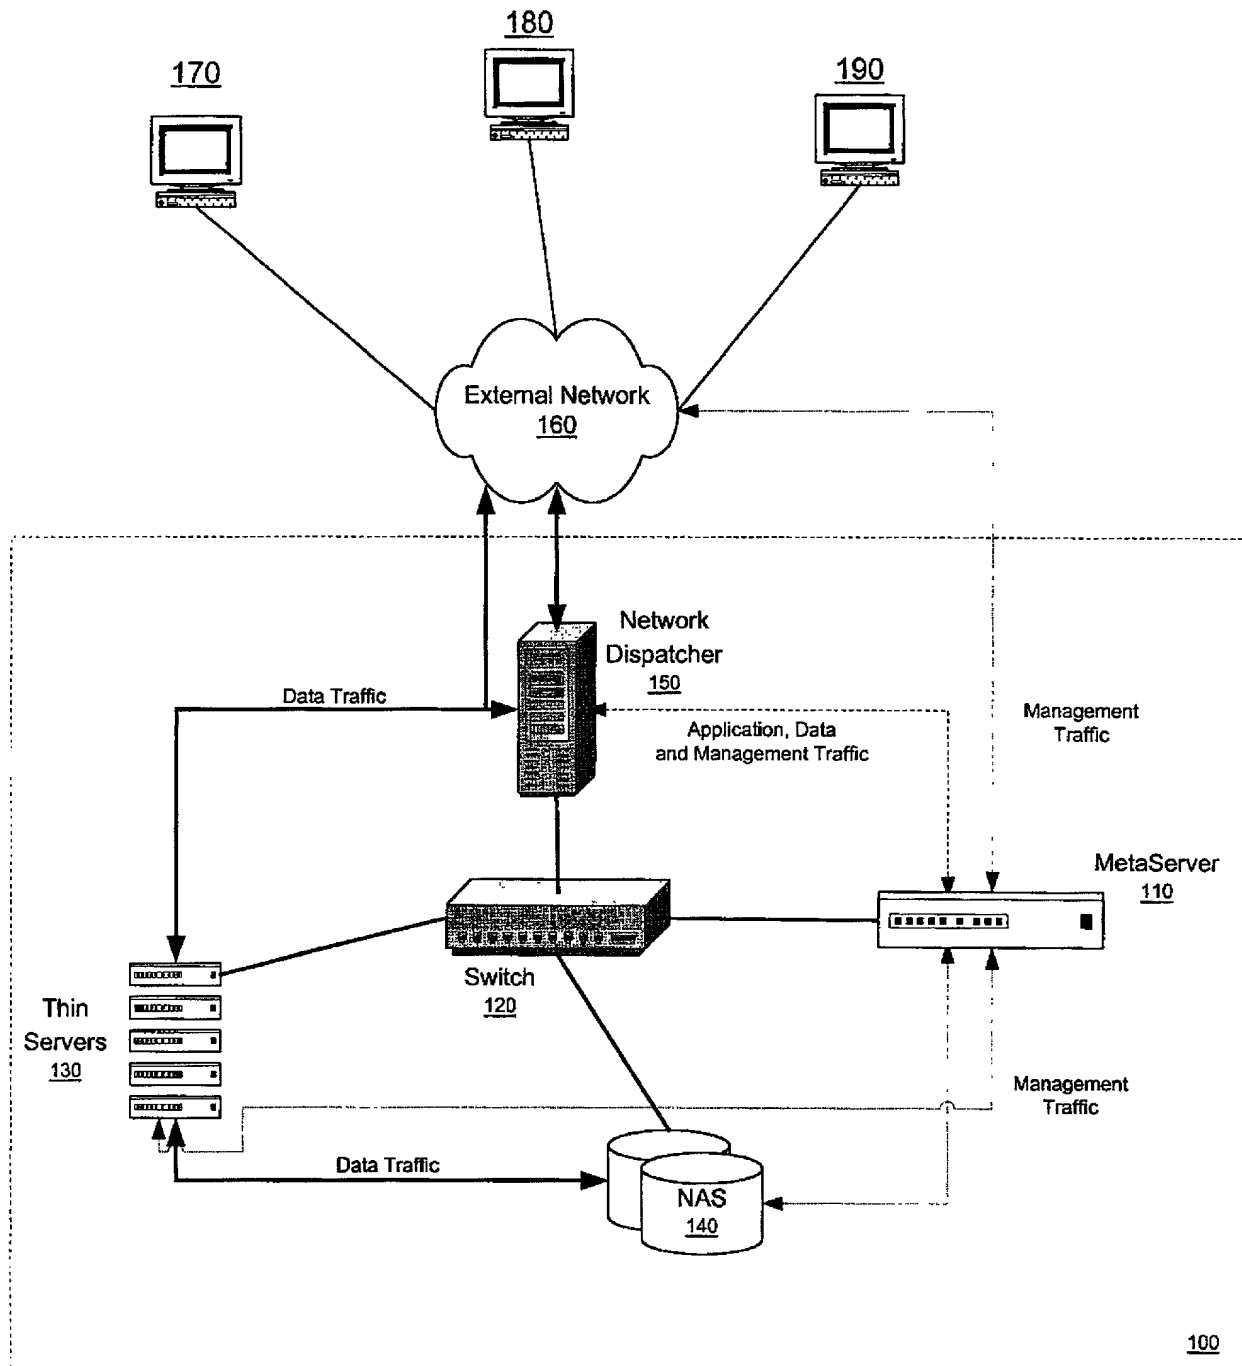 180
170
190
External Network
160
Network
Dispatcher
150
Data Traffic
Application, Data
and Management Traffic
Management
Traffic
MetaServer
110
Switch
120
Thin
Servers
130
Management
Traffic
Data Traffic
NAS
140
100